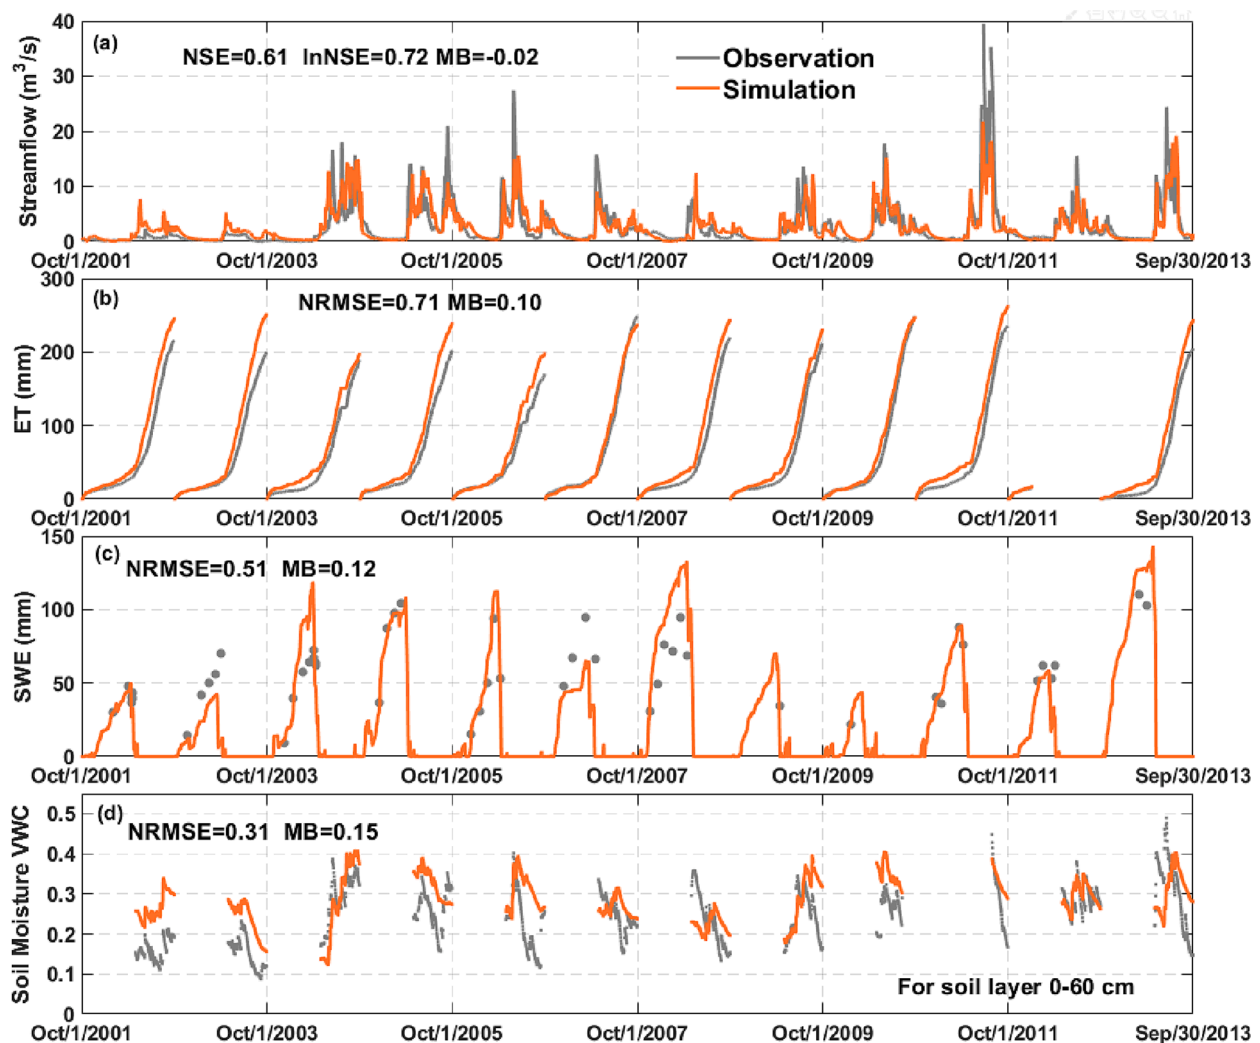 (a)
NSE=0.61 lnNSE=0.72 MB=-0.02
Observation
Simulation
Streamflow (m³/s)
40
30
20
10
0
Oct/1/2001 Oct/1/2003 Oct/1/2005 Oct/1/2007 Oct/1/2009 Oct/1/2011 Sep/30/2013
(b)
NRMSE=0.71 MB=0.10
ET (mm)
300
200
100
0
Oct/1/2001 Oct/1/2003 Oct/1/2005 Oct/1/2007 Oct/1/2009 Oct/1/2011 Sep/30/2013
(c)
NRMSE=0.51 MB=0.12
SWE (mm)
150
100
50
0
Oct/1/2001 Oct/1/2003 Oct/1/2005 Oct/1/2007 Oct/1/2009 Oct/1/2011 Sep/30/2013
(d)
NRMSE=0.31 MB=0.15
Soil Moisture VWC
0.5
0.4
0.3
0.2
0.1
0
For soil layer 0-60 cm
Oct/1/2001 Oct/1/2003 Oct/1/2005 Oct/1/2007 Oct/1/2009 Oct/1/2011 Sep/30/2013